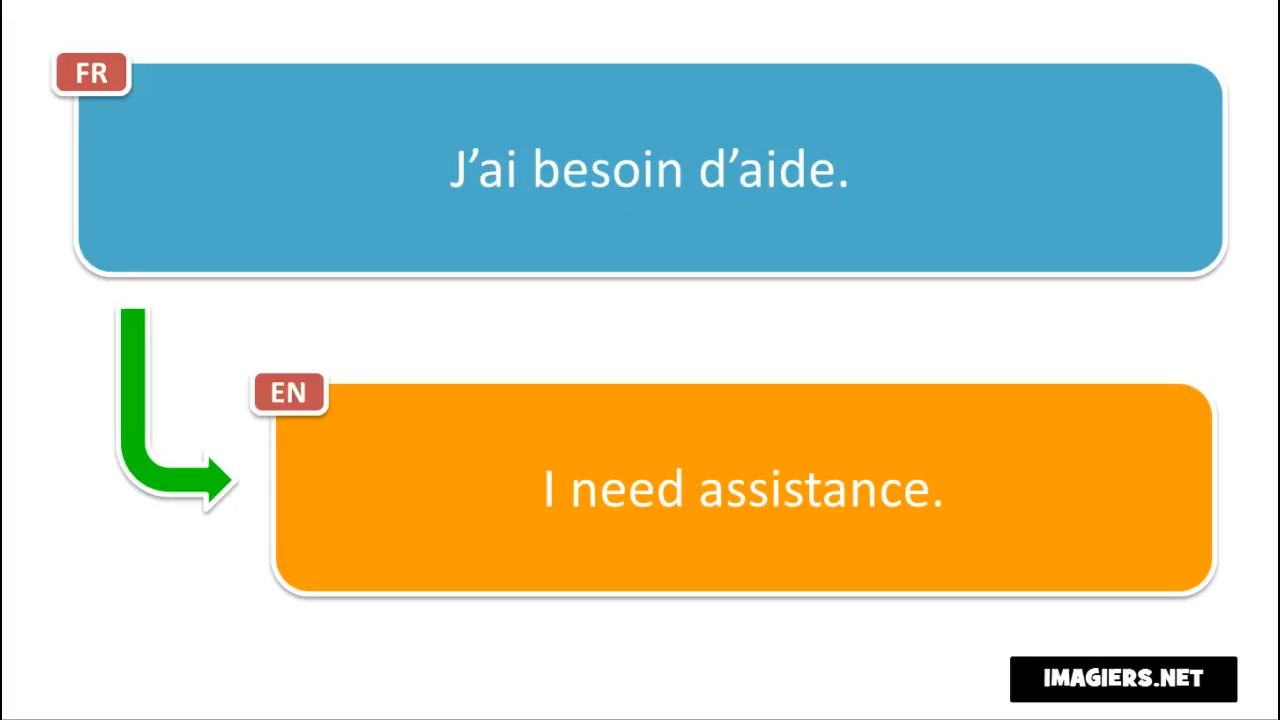 FR
J’ai besoin d’aide.
EN
I need assistance.
IMAGIERS.NET